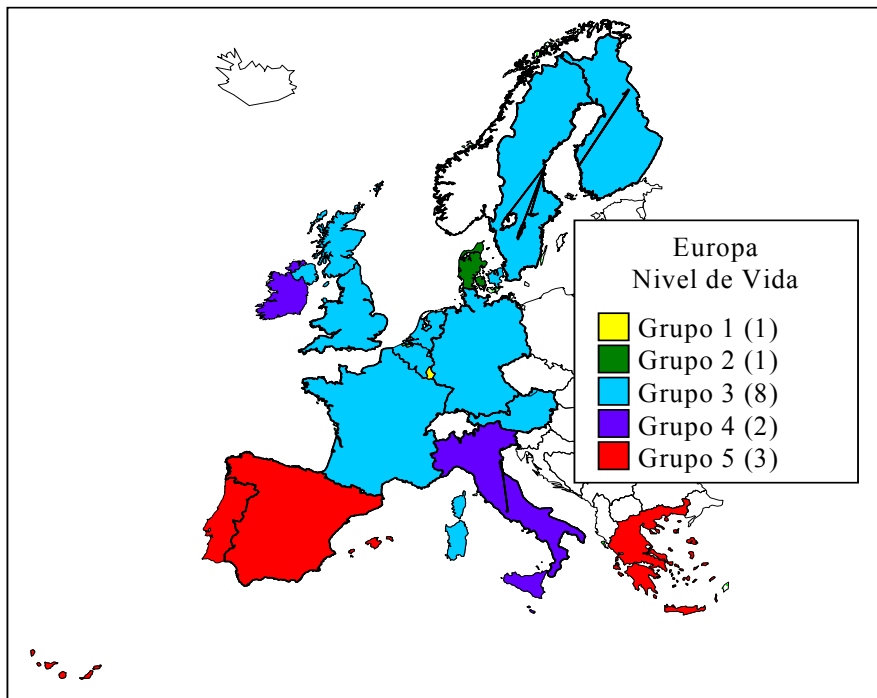 Europa
Nivel de Vida
Grupo 1 (1)
Grupo 2 (1)
Grupo 3 (8)
Grupo 4 (2)
Grupo 5 (3)